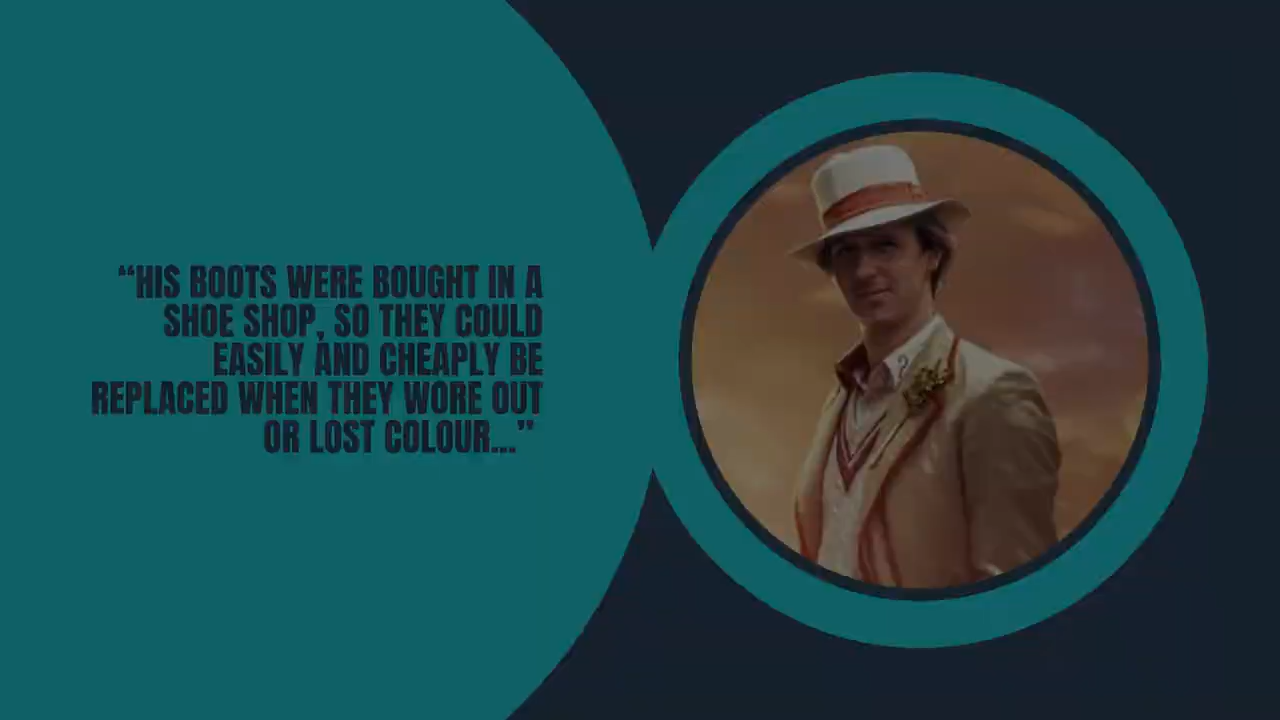 “HIS BOOTS WERE BOUGHT IN A
SHOE SHOP, SO THEY COULD
EASILY AND CHEAPLY BE
REPLACED WHEN THEY WORE OUT
OR LOST COLOUR...”
?